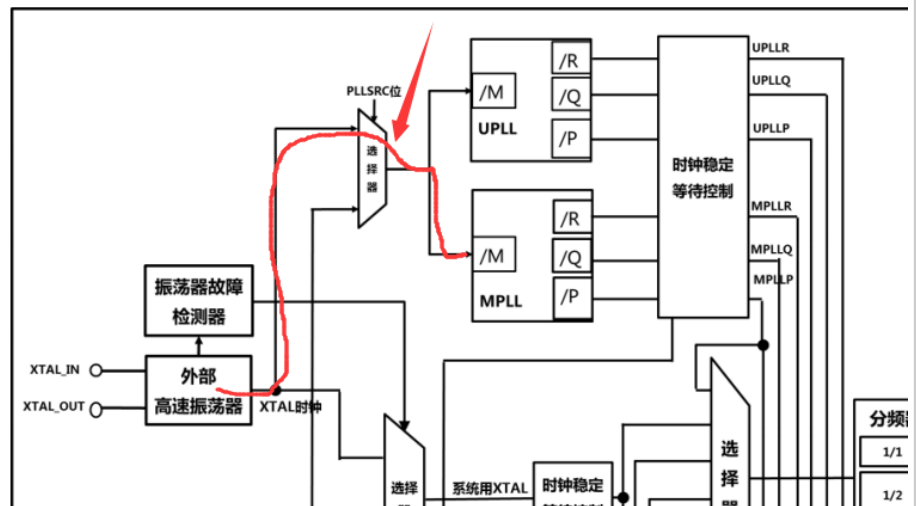 UPLLR
/R
PLLSRC位
/M
/Q
UPLLQ
UPLL
/P
UPLLP
选
择
器
时钟稳定
等待控制
/R
MPLLR
/M
/Q
MPLLQ
MPLL
/P
MPLLP
振荡器故障
检测器
XTAL_IN
外部
高速振荡器
XTAL_OUT
XTAL时钟
分频
选
择
1/1
选择
系统用XTAL
时钟稳定
1/2